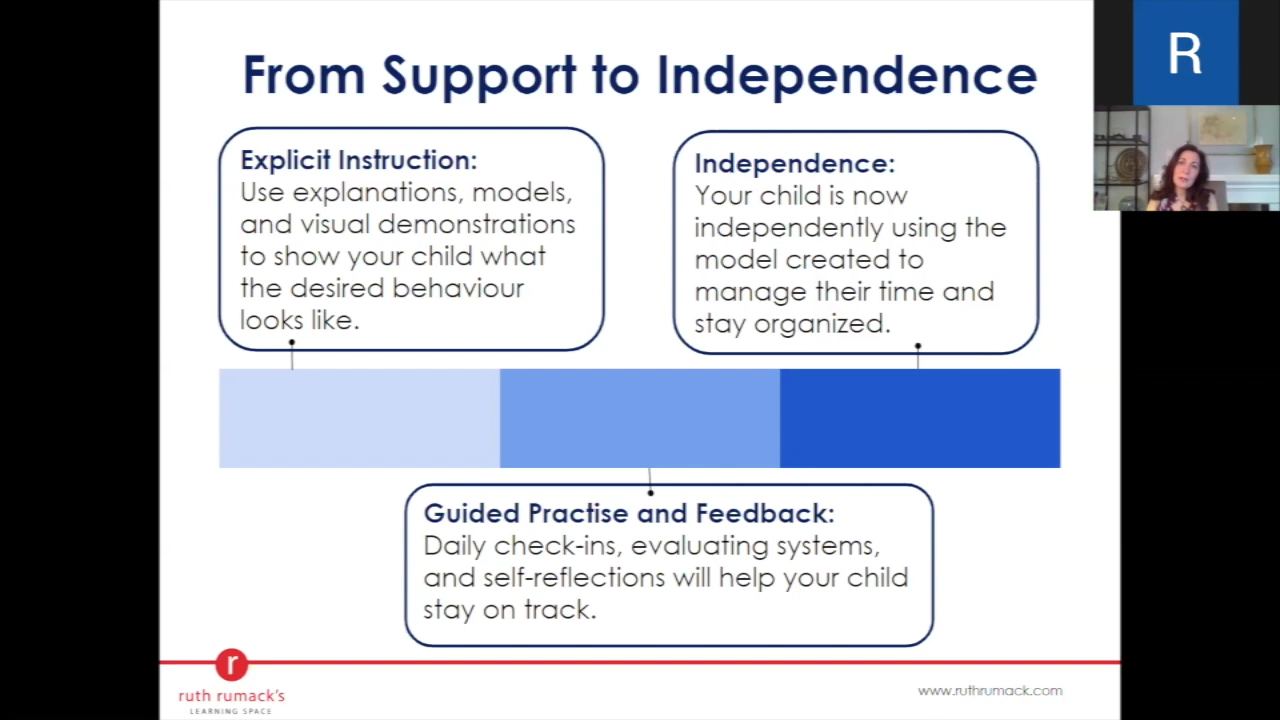 From Support to Independence
R
Explicit Instruction:
Use explanations, models,
and visual demonstrations
to show your child what
the desired behaviour
looks like.
Independence:
Your child is now
independently using the
model created to
manage their time and
stay organized.
Guided Practise and Feedback:
Daily check-ins, evaluating systems,
and self-reflections will help your child
stay on track.
r
ruth rumack's
LEARNING SPACE
www.ruthrumack.com